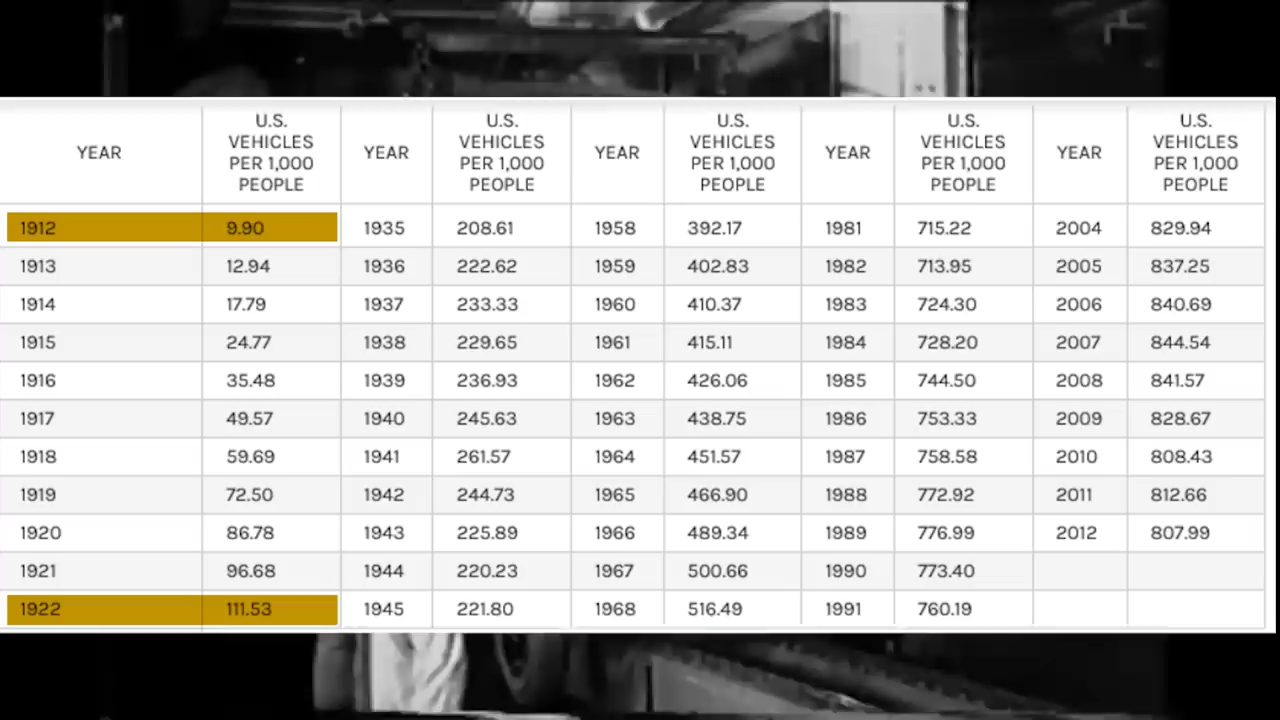 YEAR U.S. VEHICLES PER 1,000 PEOPLE YEAR U.S. VEHICLES PER 1,000 PEOPLE YEAR U.S. VEHICLES PER 1,000 PEOPLE YEAR U.S. VEHICLES PER 1,000 PEOPLE YEAR U.S. VEHICLES PER 1,000 PEOPLE
1912 9.90 1935 208.61 1958 392.17 1981 715.22 2004 829.94
1913 12.94 1936 222.62 1959 402.83 1982 713.95 2005 837.25
1914 17.79 1937 233.33 1960 410.37 1983 724.30 2006 840.69
1915 24.77 1938 229.65 1961 415.11 1984 728.20 2007 844.54
1916 35.48 1939 236.93 1962 426.06 1985 744.50 2008 841.57
1917 49.57 1940 245.63 1963 438.75 1986 753.33 2009 828.67
1918 59.69 1941 261.57 1964 451.57 1987 758.58 2010 808.43
1919 72.50 1942 244.73 1965 466.90 1988 772.92 2011 812.66
1920 86.78 1943 225.89 1966 489.34 1989 776.99 2012 807.99
1921 96.68 1944 220.23 1967 500.66 1990 773.40
1922 111.53 1945 221.80 1968 516.49 1991 760.19